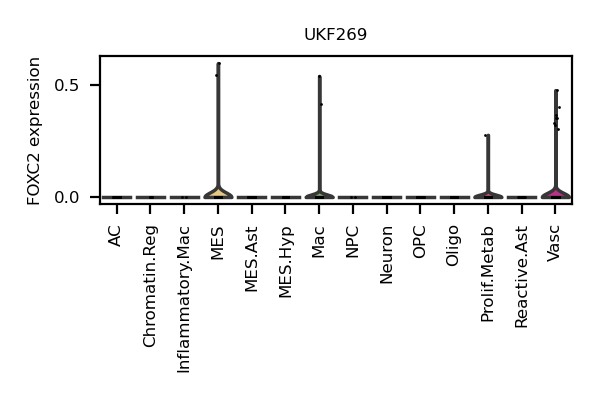 UKF269
FOXC2 expression
0.5
0.0
AC
Chromatin.Reg
Inflammatory.Mac
MES
MES.Ast
MES.Hyp
Mac
NPC
Neuron
OPC
Oligo
Prolif.Metab
Reactive.Ast
Vasc